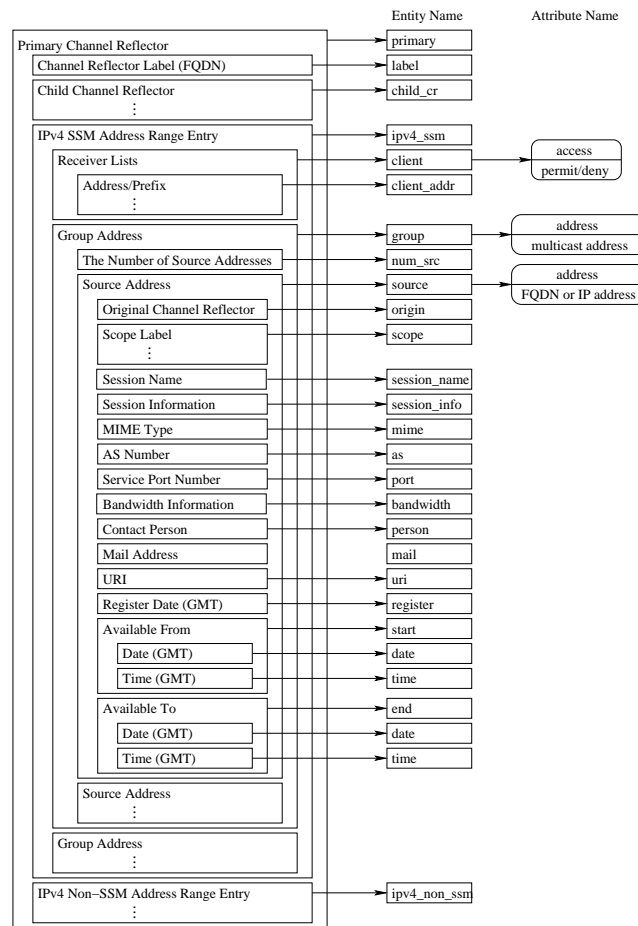 Entity Name Attribute Name
Primary Channel Reflector primary
Channel Reflector Label (FQDN) label
Child Channel Reflector child_cr
⋮
IPv4 SSM Address Range Entry ipv4_ssm
Receiver Lists client access
permit/deny
Address/Prefix client_addr
⋮
Group Address group address
multicast address
The Number of Source Addresses num_src
Source Address source address
FQDN or IP address
Original Channel Reflector origin
Scope Label scope
⋮
Session Name session_name
Session Information session_info
MIME Type mime
AS Number as
Service Port Number port
Bandwidth Information bandwidth
Contact Person person
Mail Address mail
URI uri
Register Date (GMT) register
Available From start
Date (GMT) date
Time (GMT) time
Available To end
Date (GMT) date
Time (GMT) time
Source Address
⋮
Group Address
⋮
IPv4 Non−SSM Address Range Entry ipv4_non_ssm
⋮